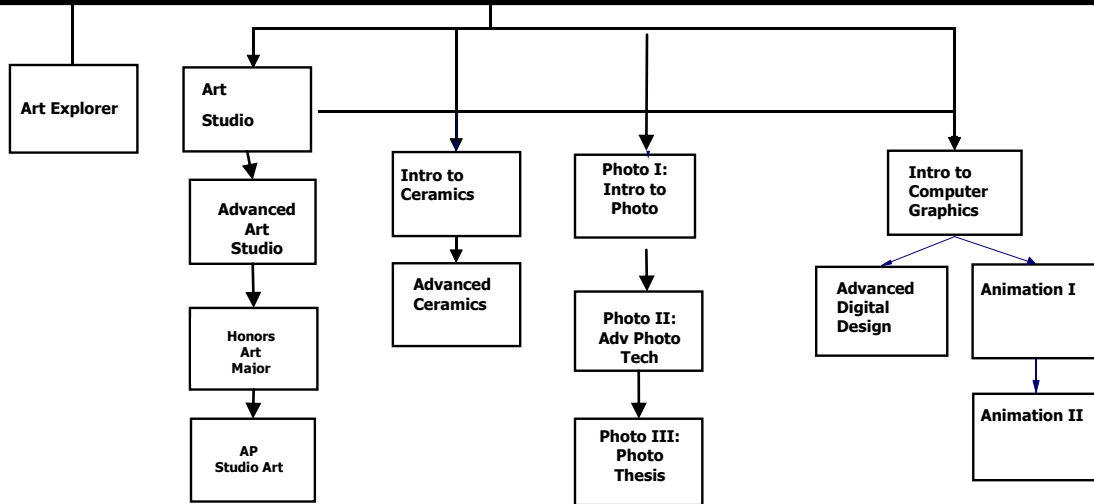 Art Explorer
Art
Studio
Advanced
Art
Studio
Honors
Art
Major
AP
Studio Art
Intro to
Ceramics
Advanced
Ceramics
Photo I:
Intro to
Photo
Photo II:
Adv Photo
Tech
Photo III:
Photo
Thesis
Intro to
Computer
Graphics
Advanced
Digital
Design
Animation I
Animation II